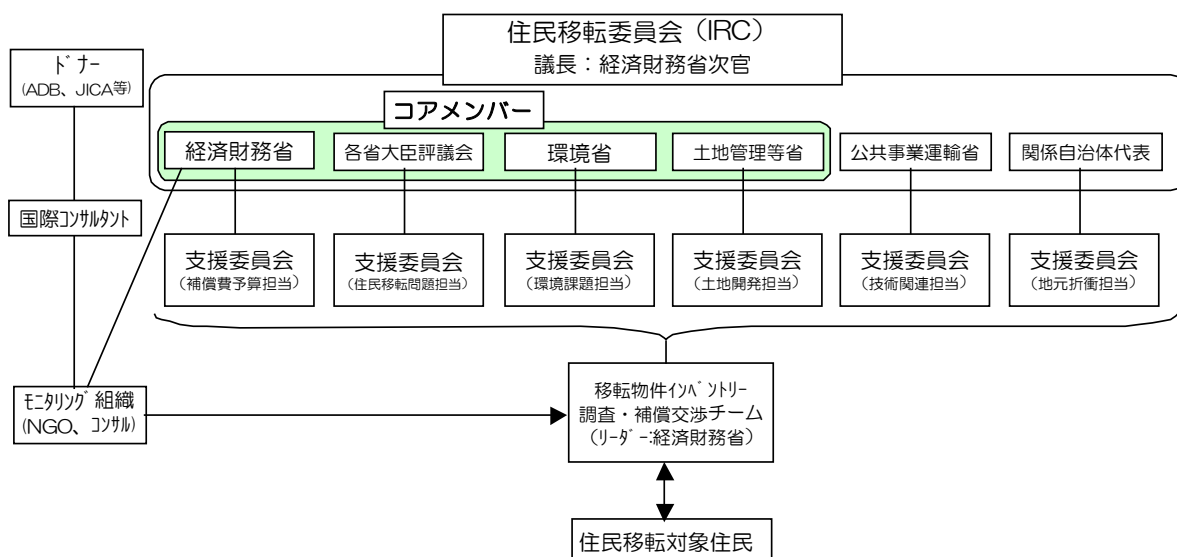 住民移転委員会（IRC）
議長：経済財務省次官
ﾄﾞﾅｰ
(ADB、JICA等)
コアメンバー
経済財務省
各省大臣評議会
環境省
土地管理等省
公共事業運輸省
関係自治体代表
国際ｺﾝｻﾙﾀﾝﾄ
支援委員会
（補償費予算担当）
支援委員会
（住民移転問題担当）
支援委員会
（環境課題担当）
支援委員会
（土地開発担当）
支援委員会
（技術関連担当）
支援委員会
（地元折衝担当）
ﾓﾆﾀﾘﾝｸﾞ組織
(NGO、ｺﾝｻﾙ)
移転物件ｲﾝﾍﾞﾝﾄﾘｰ
調査・補償交渉チーム
（ﾘｰﾀﾞｰ:経済財務省）
住民移転対象住民